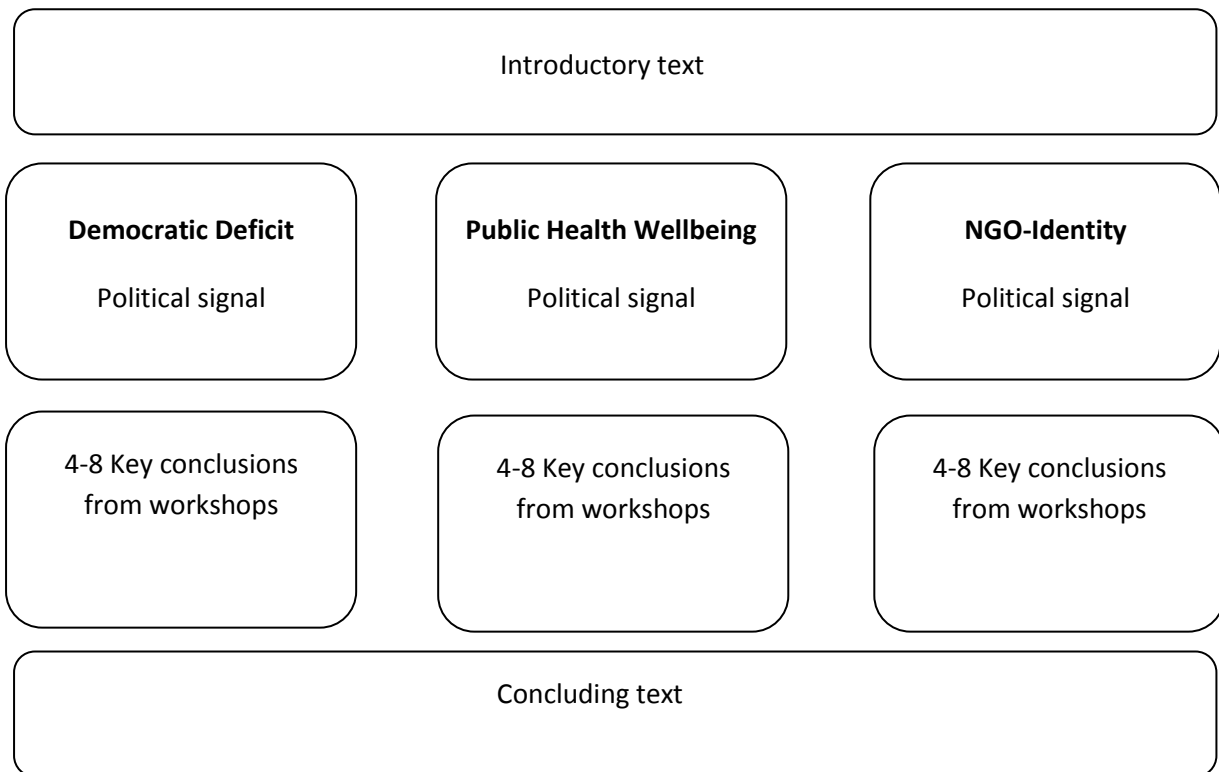 Introductory text
Democratic Deficit
Political signal
Public Health Wellbeing
Political signal
NGO-Identity
Political signal
4-8 Key conclusions
from workshops
4-8 Key conclusions
from workshops
4-8 Key conclusions
from workshops
Concluding text